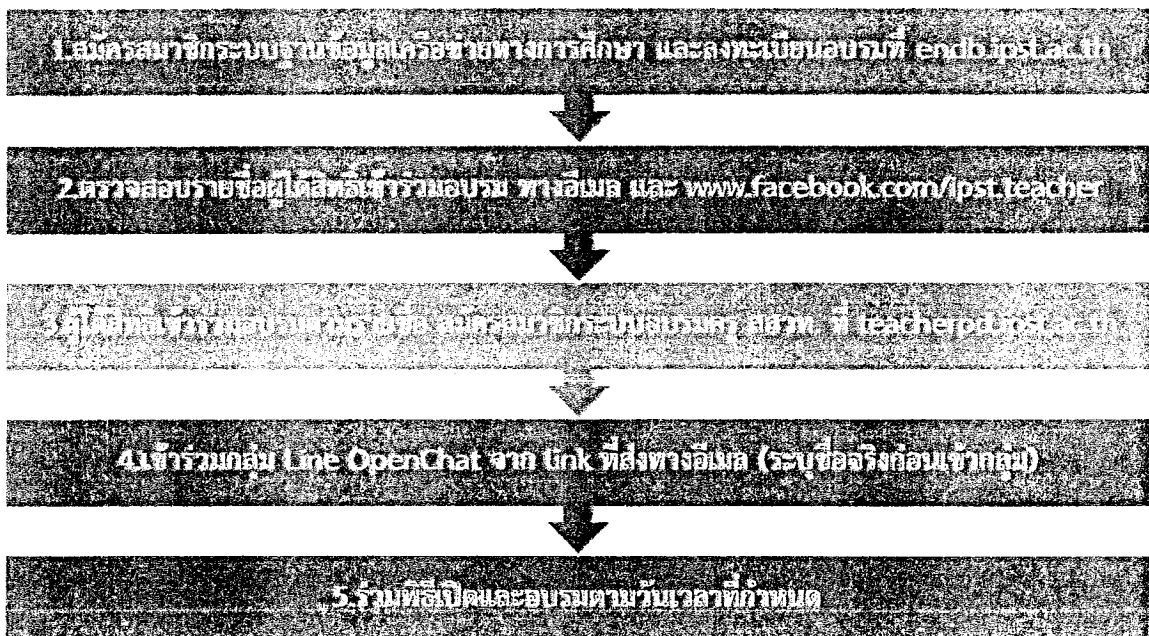 1.สมัครสมาชิกระบบฐานข้อมูลเครือข่ายทางการศึกษา และลงทะเบียนอบรมที่ endb.ipst.ac.th
2.ตรวจสอบรายชื่อผู้ได้สิทธิ์เข้าร่วมอบรม ทางอีเมล และ www.facebook.com/ipst.teacher
3.ผู้ได้สิทธิ์เข้าร่วมอบรม สมัครสมาชิกระบบอบรมครู สสวท. ที่ teacherpd.ipst.ac.th
4.เข้าร่วมกลุ่ม Line OpenChat จาก link ที่ส่งทางอีเมล (ระบุชื่อจริงก่อนเข้ากลุ่ม)
5.ร่วมพิธีเปิดและอบรมตามวันเวลาที่กำหนด